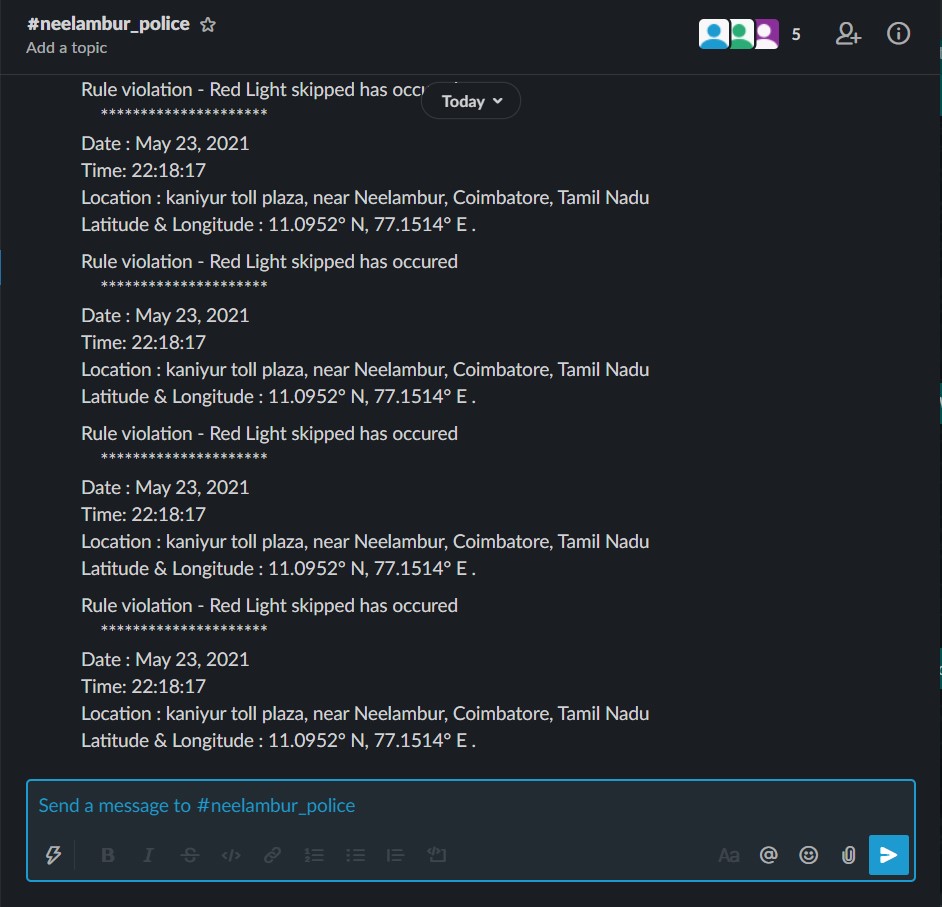 #neelambur_police
Add a topic
5
Rule violation - Red Light skipped has
Today
*********************
Date : May 23, 2021
Time: 22:18:17
Location : kaniyur toll plaza, near Neelambur, Coimbatore, Tamil Nadu
Latitude & Longitude : 11.0952° N, 77.1514° E .
Rule violation - Red Light skipped has occured
*********************
Date : May 23, 2021
Time: 22:18:17
Location : kaniyur toll plaza, near Neelambur, Coimbatore, Tamil Nadu
Latitude & Longitude : 11.0952° N, 77.1514° E .
Rule violation - Red Light skipped has occured
*********************
Date : May 23, 2021
Time: 22:18:17
Location : kaniyur toll plaza, near Neelambur, Coimbatore, Tamil Nadu
Latitude & Longitude : 11.0952° N, 77.1514° E .
Rule violation - Red Light skipped has occured
*********************
Date : May 23, 2021
Time: 22:18:17
Location : kaniyur toll plaza, near Neelambur, Coimbatore, Tamil Nadu
Latitude & Longitude : 11.0952° N, 77.1514° E .
Send a message to #neelambur_police
B I S </> Aa @